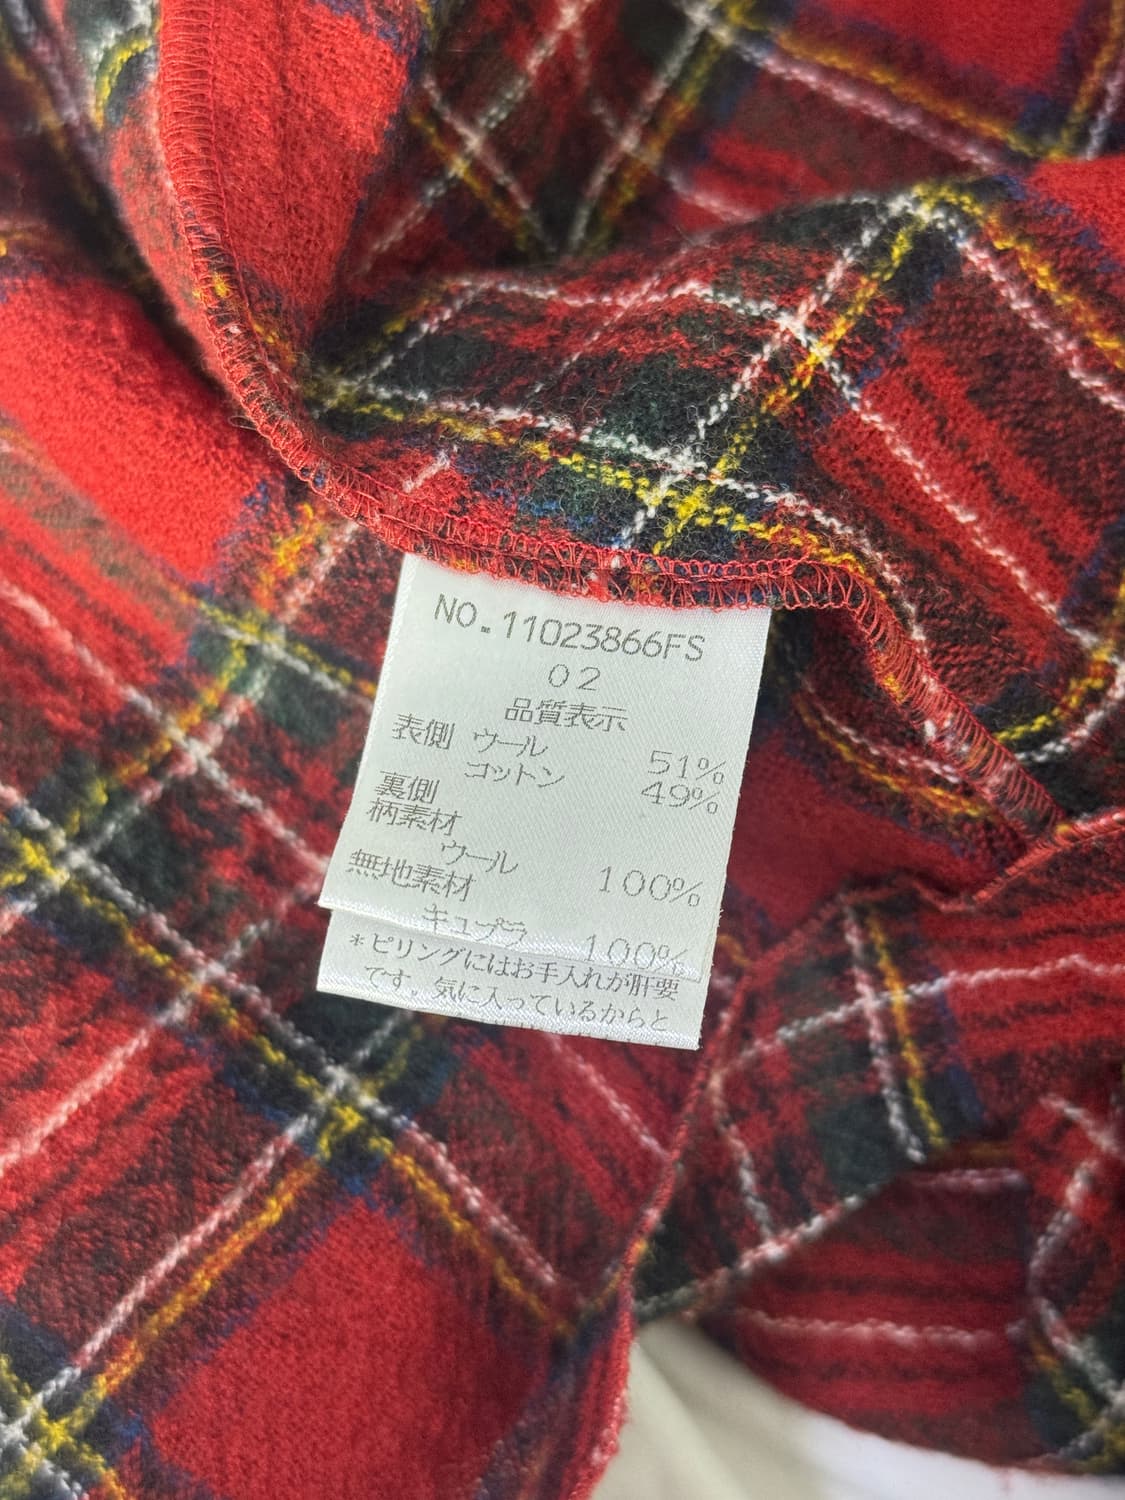 NO.11023866FS
02
品質表示
表側 ウール 51%
コットン 49%
裏側
柄素材
ウール 100%
無地素材
キュプラ 100%
*ピリングにはお手入れが肝要
です。気に入っているからと